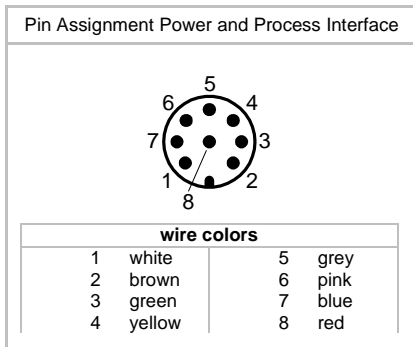 Pin Assignment Power and Process Interface
5
6 4
7 3
1 2
8
wire colors
1 white 5 grey
2 brown 6 pink
3 green 7 blue
4 yellow 8 red